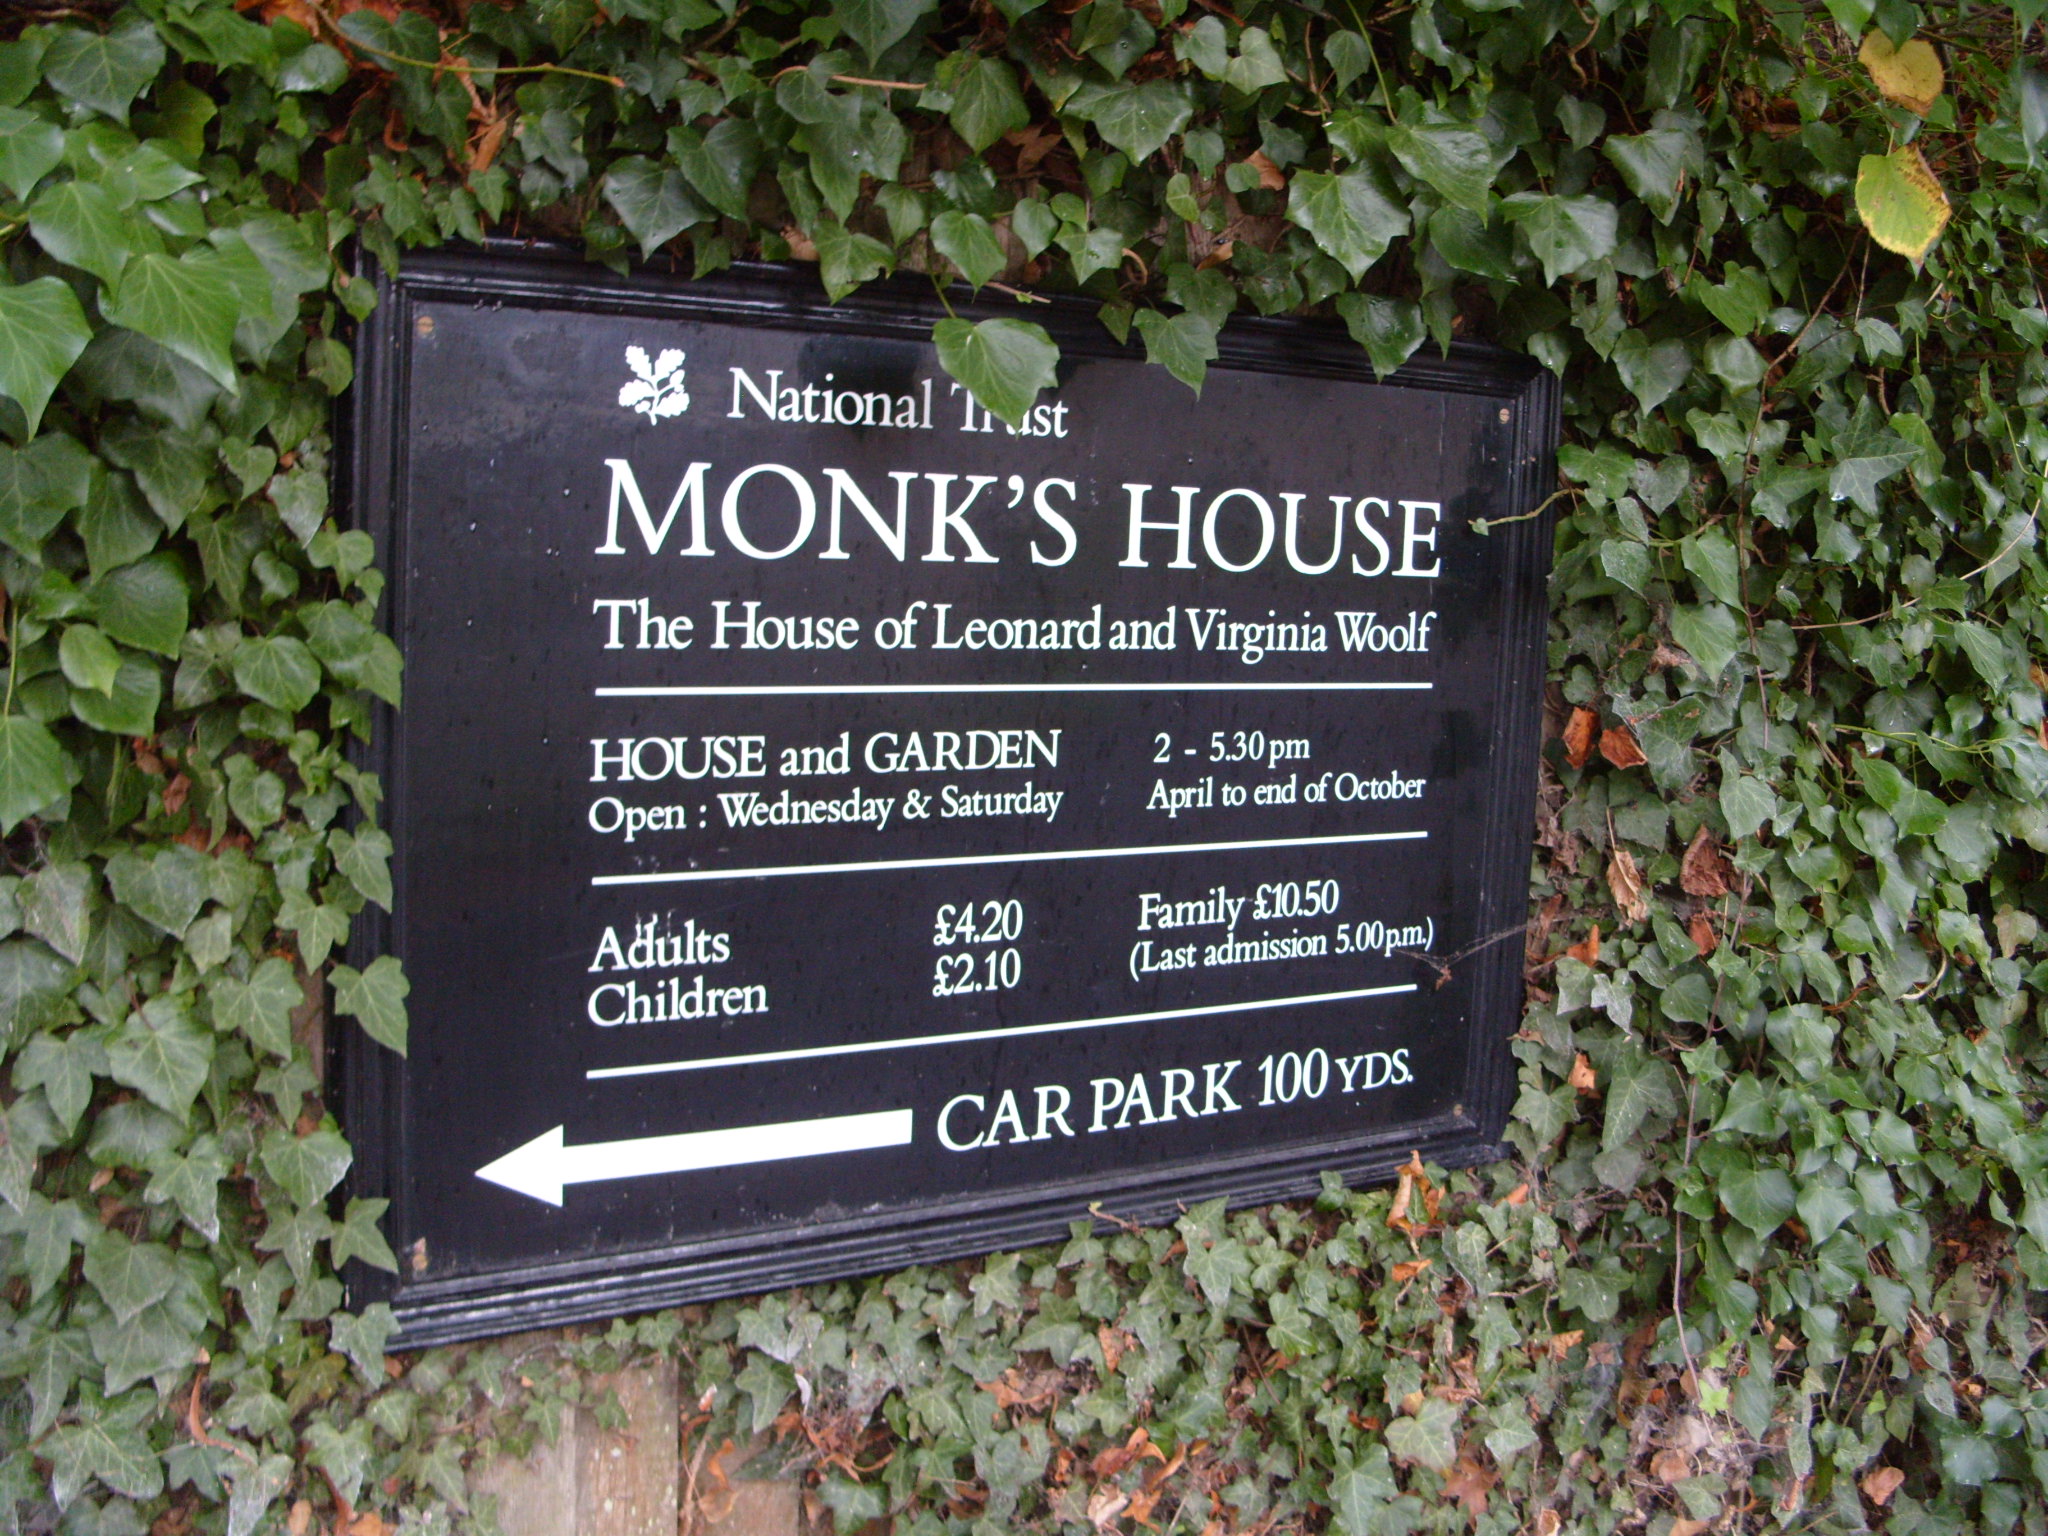 National Trust
MONK'S HOUSE
The House of Leonard and Virginia Woolf
HOUSE and GARDEN 2 - 5.30 pm
Open : Wednesday & Saturday April to end of October
Adults £4.20 Family £10.50
Children £2.10 (Last admission 5.00 p.m.)
CAR PARK 100 YDS.